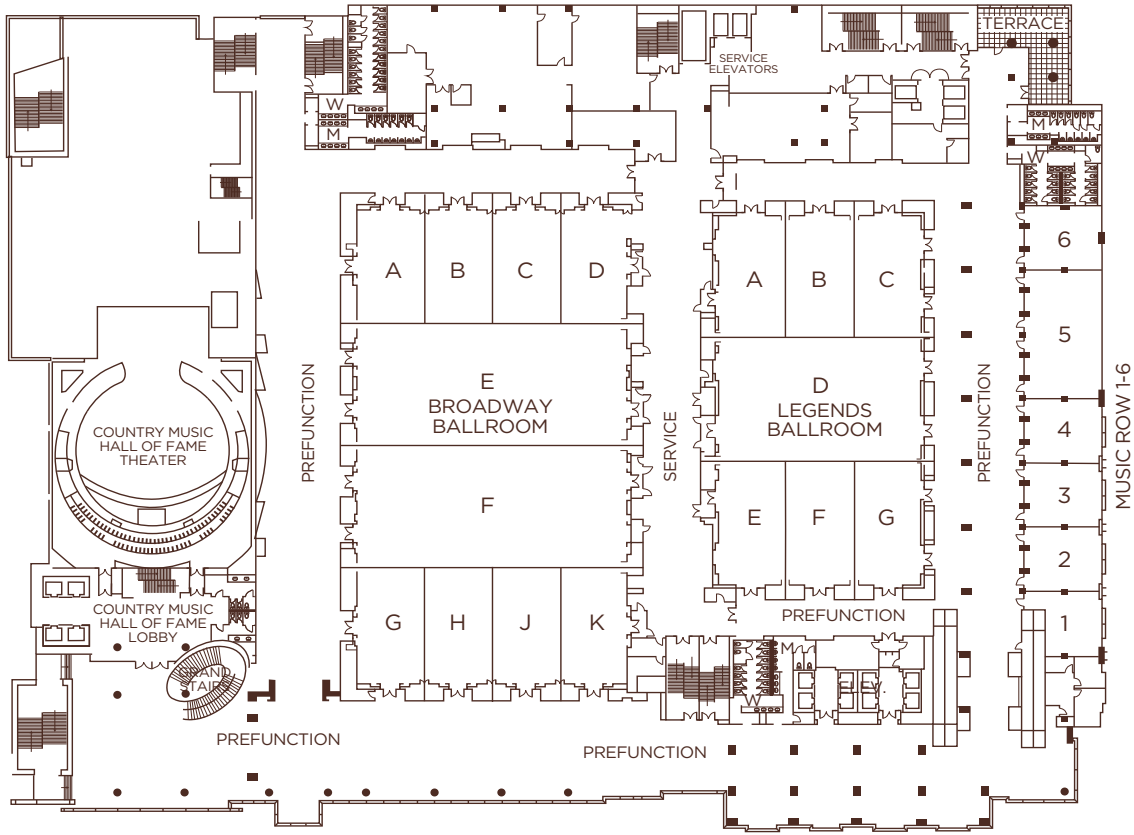 TERRACE
SERVICE
ELEVATORS
W
M
M
W
6
A
B
C
D
A
B
C
5
PREFUNCTION
E
BROADWAY
BALLROOM
SERVICE
D
LEGENDS
BALLROOM
PREFUNCTION
4
MUSIC ROW 1-6
COUNTRY MUSIC
HALL OF FAME
THEATER
F
3
E
F
G
2
COUNTRY MUSIC
HALL OF FAME
LOBBY
G
H
J
K
PREFUNCTION
1
GRAND
STAIRS
M
W
ELEV.
PREFUNCTION
PREFUNCTION